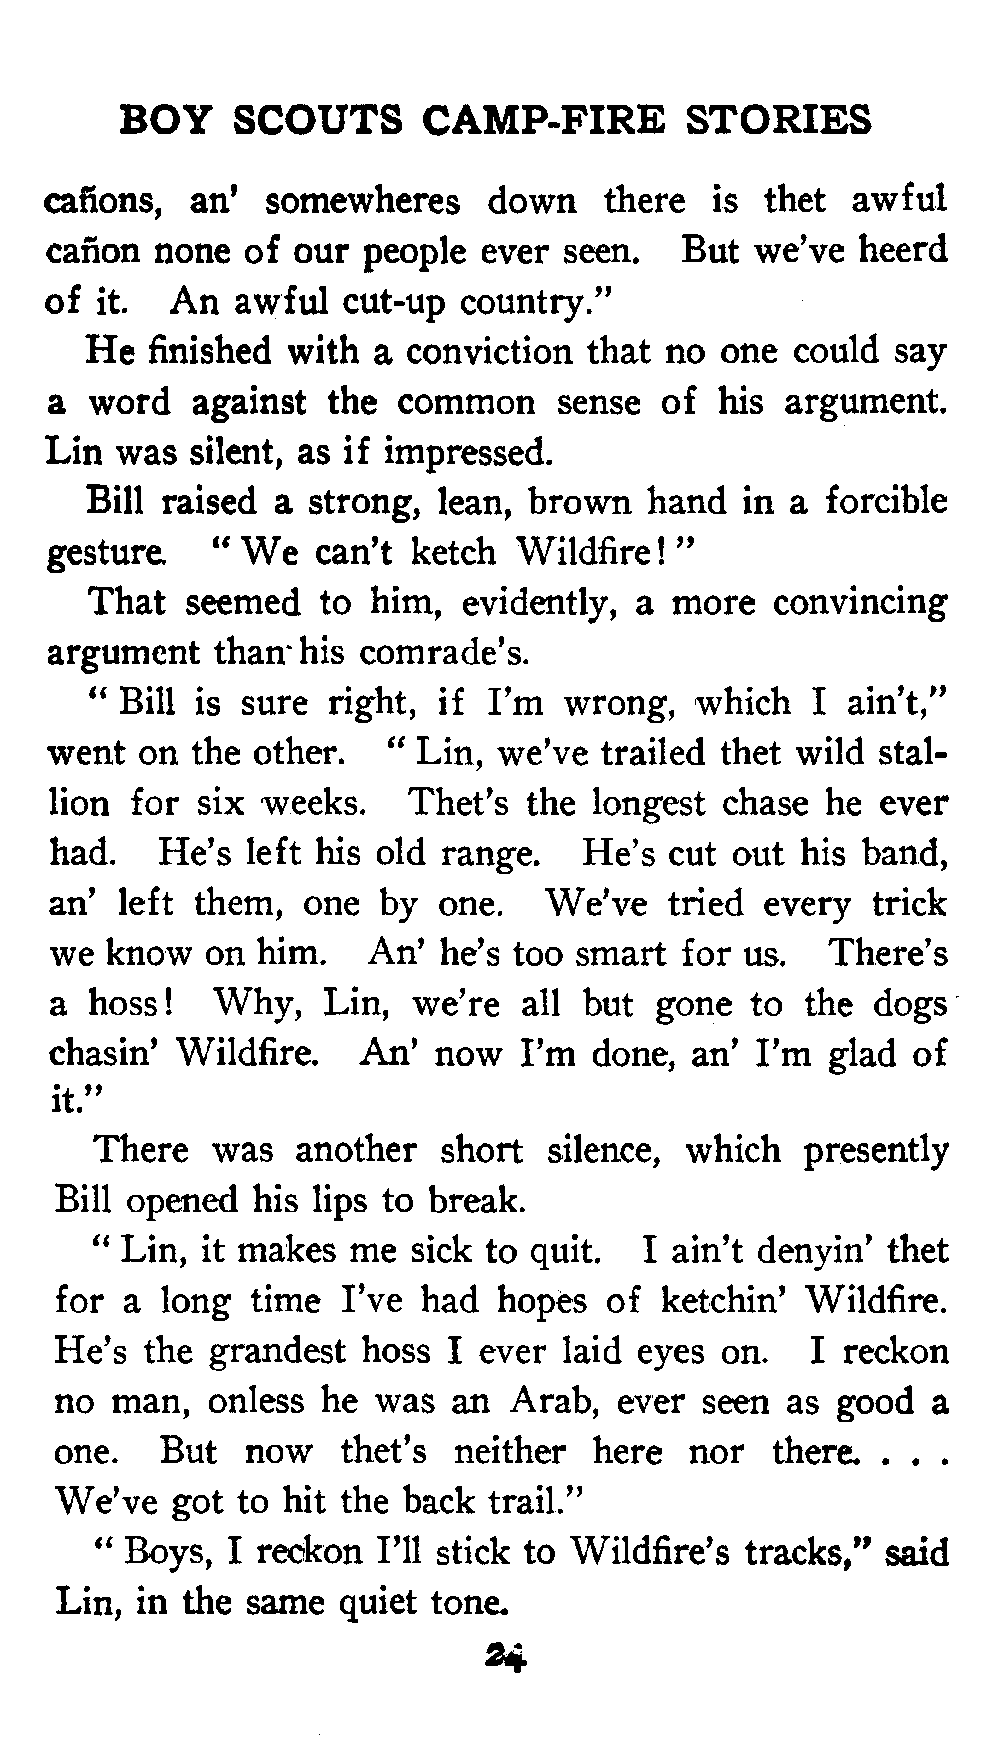 BOY SCOUTS CAMP-FIRE STORIES
cañons, an' somewheres down there is thet awful
cañon none of our people ever seen. But we've heerd
of it. An awful cut-up country."
He finished with a conviction that no one could say
a word against the common sense of his argument.
Lin was silent, as if impressed.
Bill raised a strong, lean, brown hand in a forcible
gesture. "We can't ketch Wildfire!"
That seemed to him, evidently, a more convincing
argument than his comrade's.
"Bill is sure right, if I'm wrong, which I ain't,"
went on the other. "Lin, we've trailed thet wild stal-
lion for six weeks. Thet's the longest chase he ever
had. He's left his old range. He's cut out his band,
an' left them, one by one. We've tried every trick
we know on him. An' he's too smart for us. There's
a hoss! Why, Lin, we're all but gone to the dogs
chasin' Wildfire. An' now I'm done, an' I'm glad of
it."
There was another short silence, which presently
Bill opened his lips to break.
"Lin, it makes me sick to quit. I ain't denyin' thet
for a long time I've had hopes of ketchin' Wildfire.
He's the grandest hoss I ever laid eyes on. I reckon
no man, onless he was an Arab, ever seen as good a
one. But now thet's neither here nor there. . . .
We've got to hit the back trail."
"Boys, I reckon I'll stick to Wildfire's tracks," said
Lin, in the same quiet tone.
24